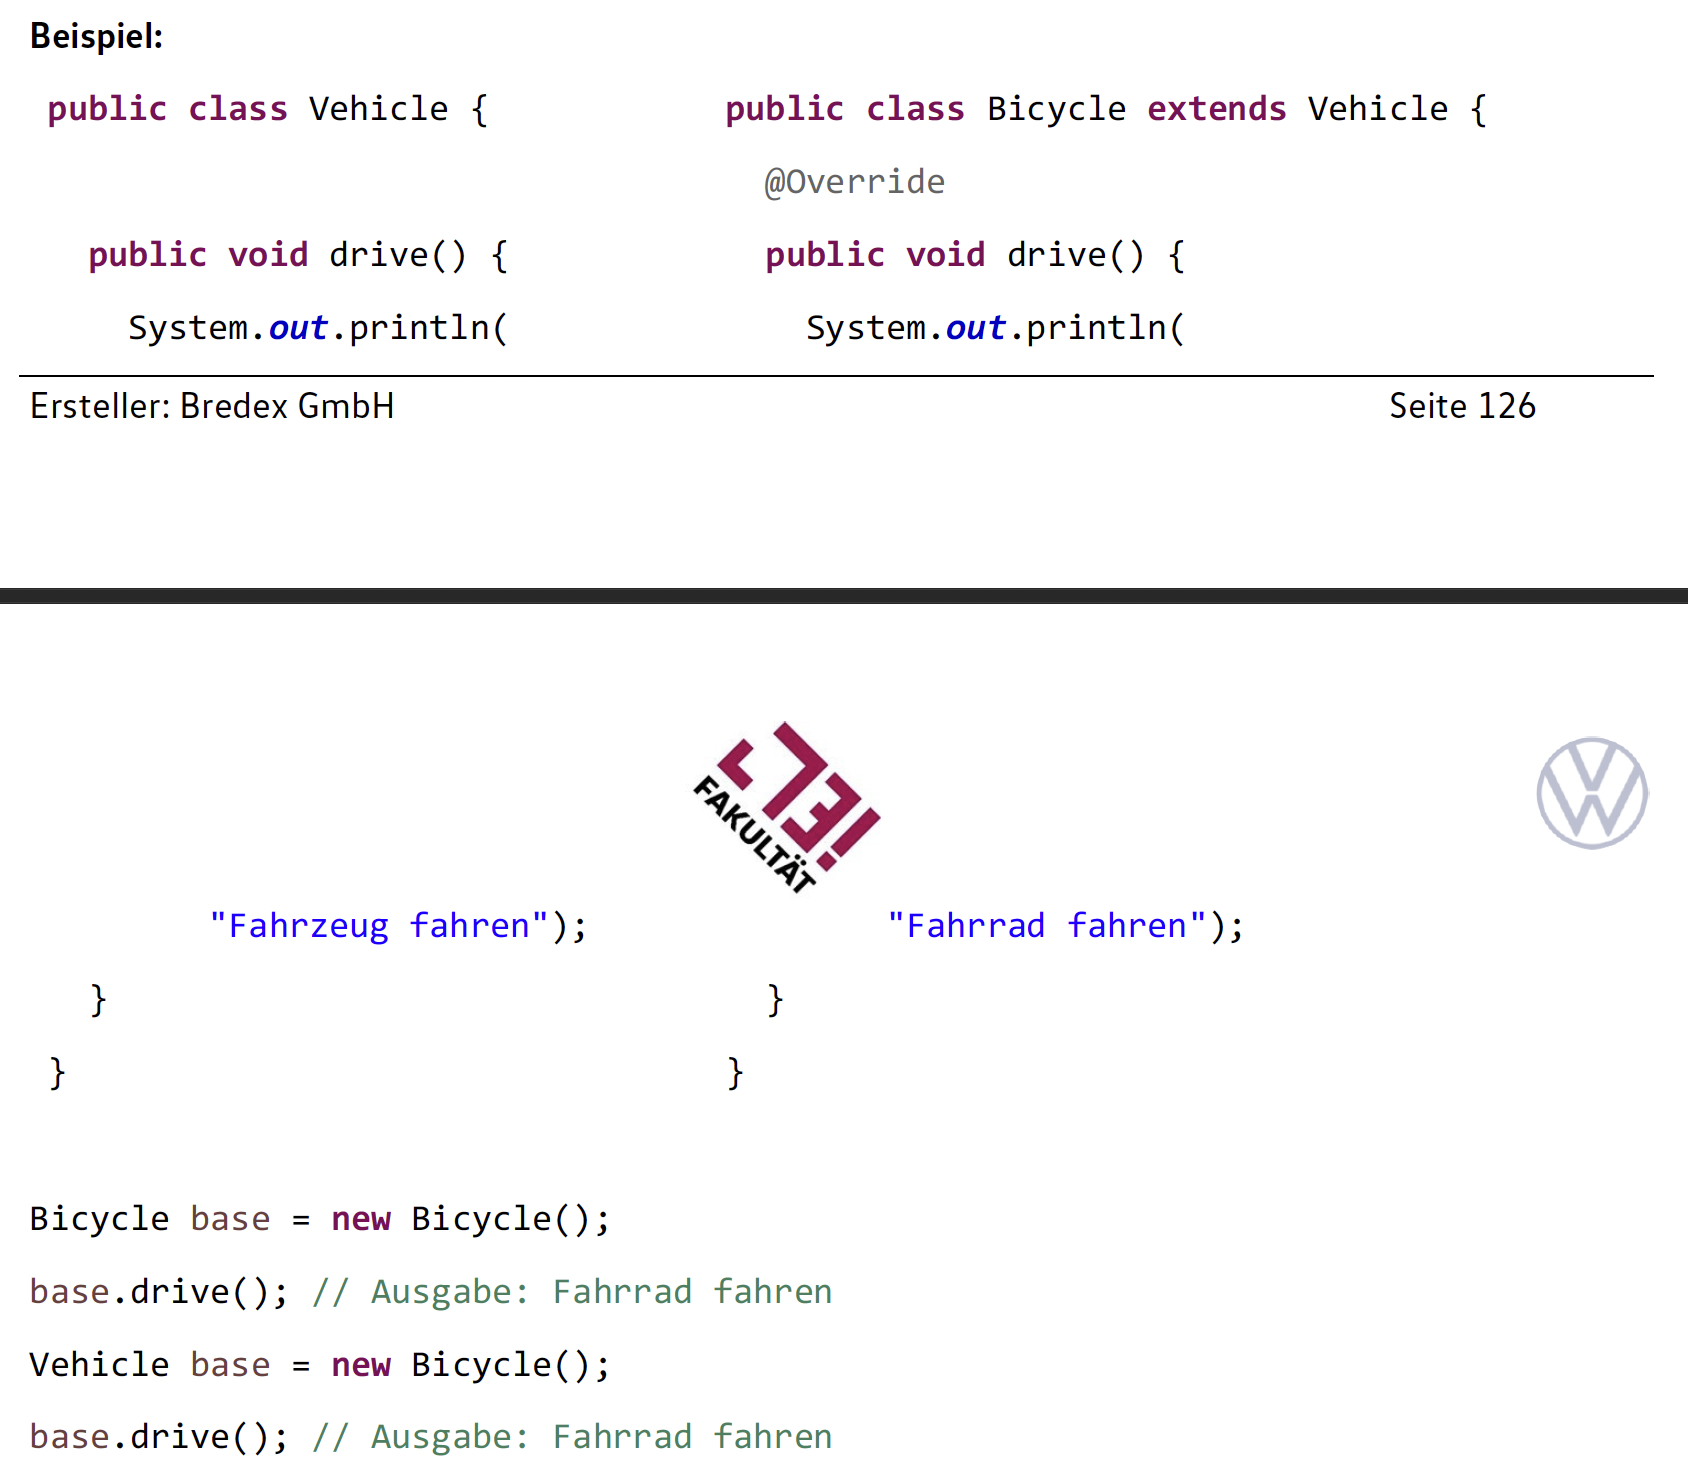 Beispiel:
public class Vehicle {
public class Bicycle extends Vehicle {
@Override
public void drive() {
public void drive() {
System.out.println(
System.out.println(
Ersteller: Bredex GmbH
Seite 126
73!
FAKULTÄT
"Fahrzeug fahren");
"Fahrrad fahren");
}
}
}
}
Bicycle base = new Bicycle();
base.drive(); // Ausgabe: Fahrrad fahren
Vehicle base = new Bicycle();
base.drive(); // Ausgabe: Fahrrad fahren